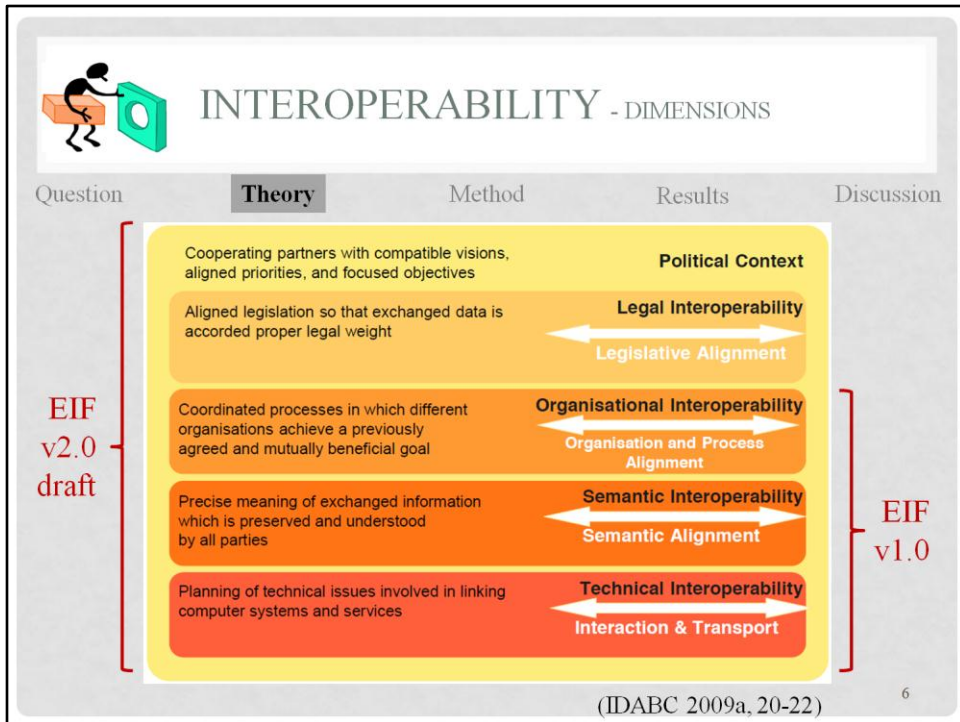 INTEROPERABILITY - DIMENSIONS
Question Theory Method Results Discussion
Cooperating partners with compatible visions,
aligned priorities, and focused objectives
Political Context
Aligned legislation so that exchanged data is
accorded proper legal weight
Legal Interoperability
Legislative Alignment
EIF
v2.0
draft
Coordinated processes in which different
organisations achieve a previously
agreed and mutually beneficial goal
Organisational Interoperability
Organisation and Process
Alignment
Precise meaning of exchanged information
which is preserved and understood
by all parties
Semantic Interoperability
Semantic Alignment
EIF
v1.0
Planning of technical issues involved in linking
computer systems and services
Technical Interoperability
Interaction & Transport
(IDABC 2009a, 20-22)
6